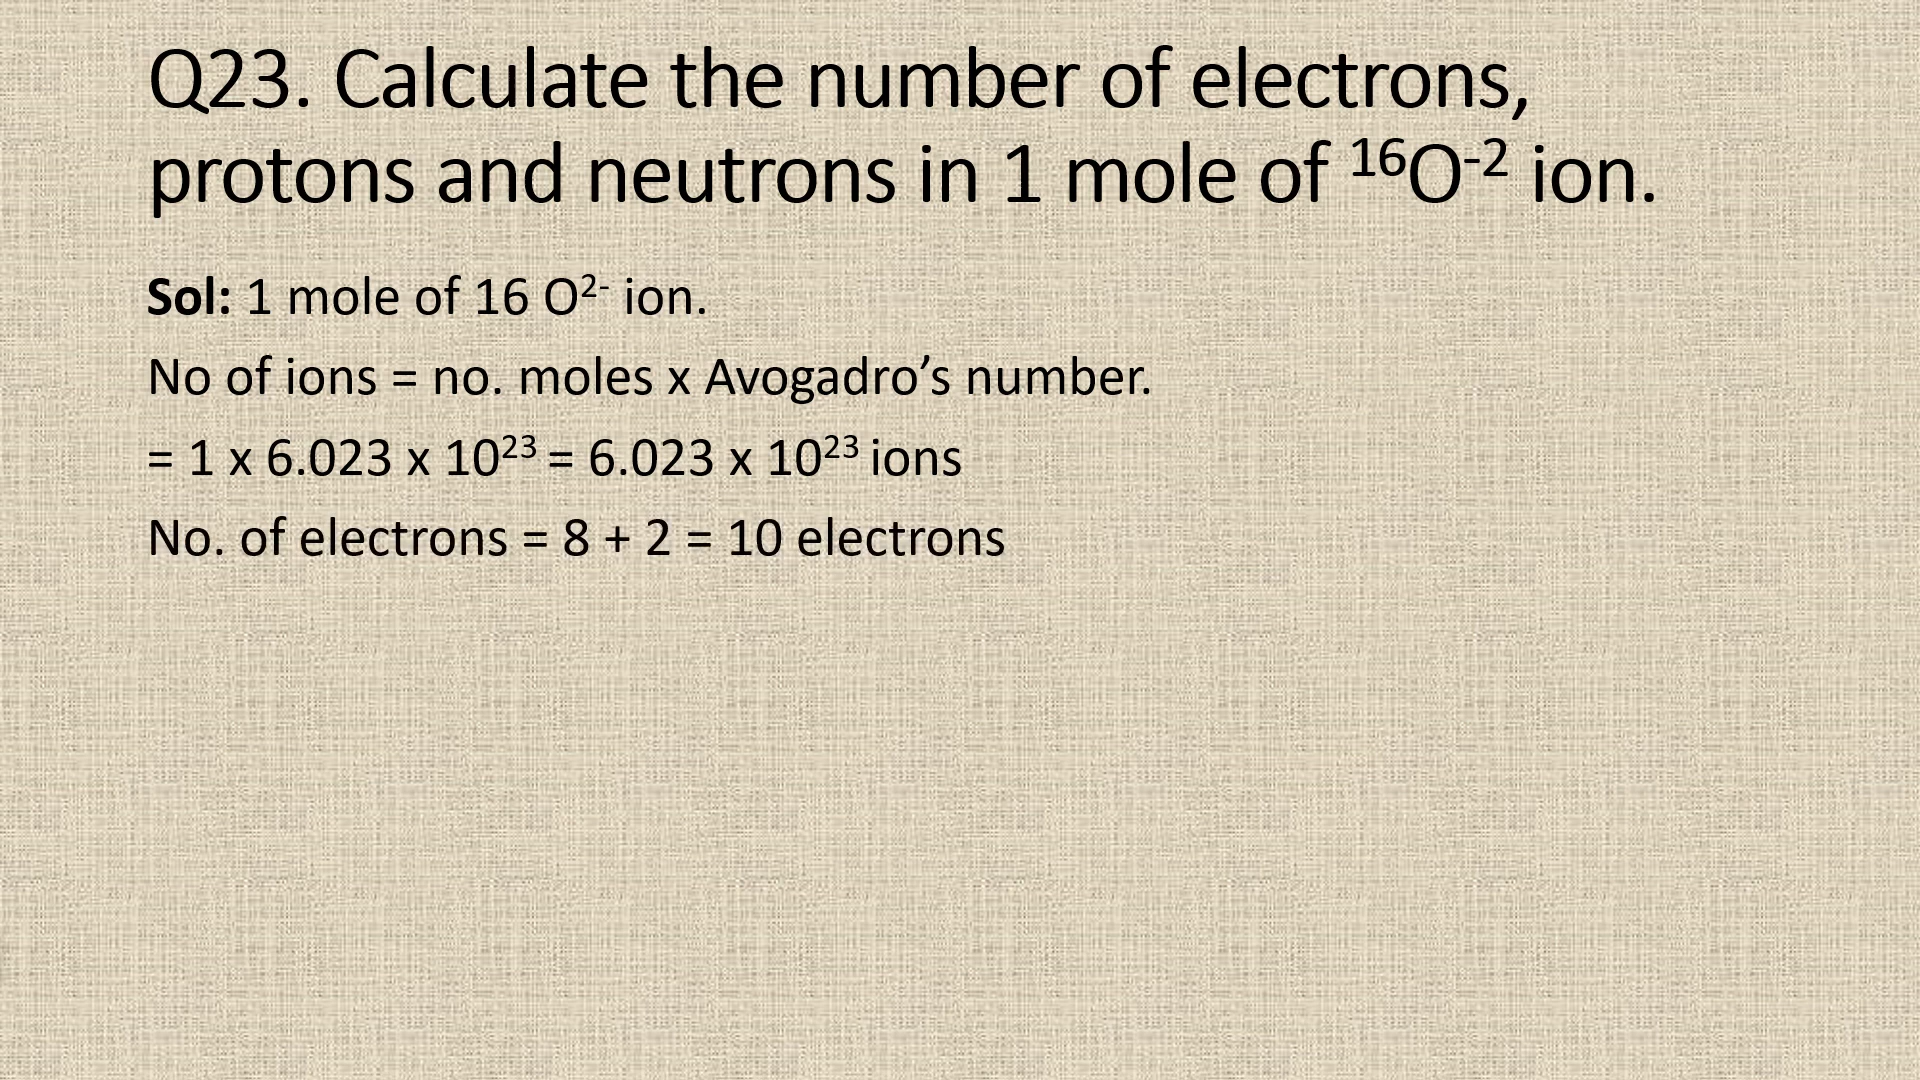 Q23. Calculate the number of electrons,
protons and neutrons in 1 mole of ¹⁶O⁻² ion.
Sol: 1 mole of 16 O²⁻ ion.
No of ions = no. moles x Avogadro’s number.
= 1 x 6.023 x 10²³ = 6.023 x 10²³ ions
No. of electrons = 8 + 2 = 10 electrons